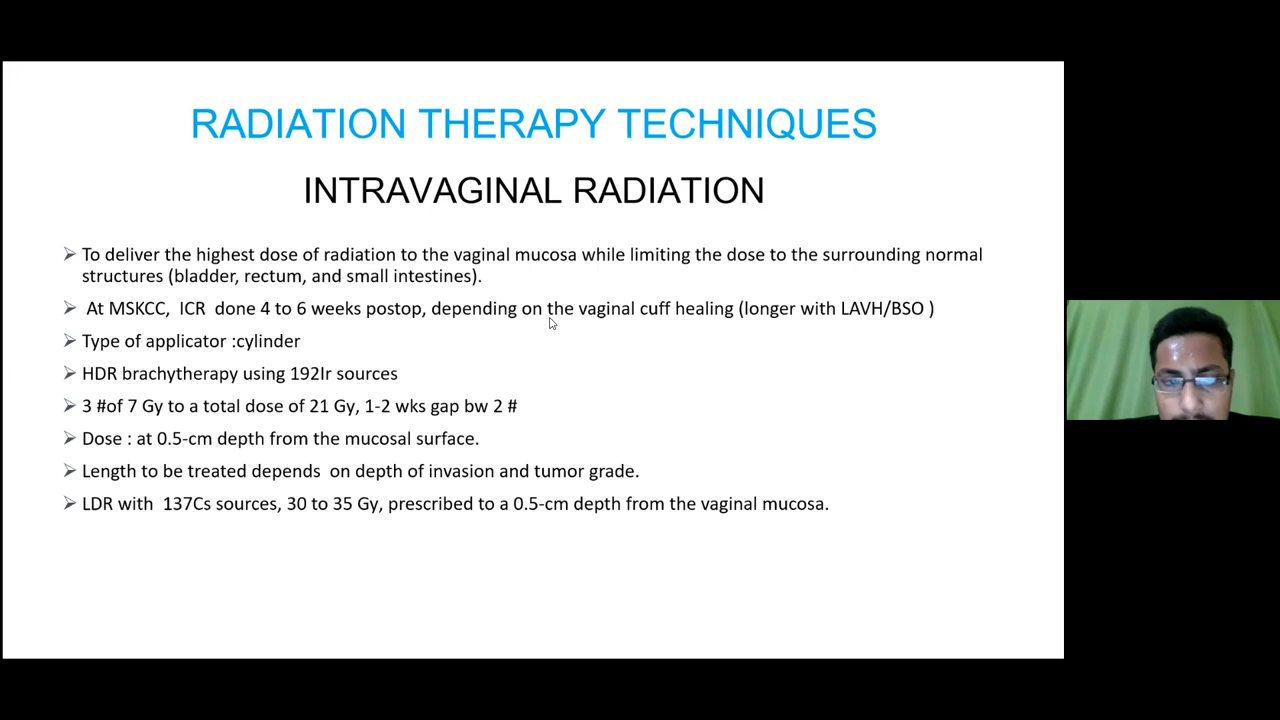 RADIATION THERAPY TECHNIQUES
INTRAVAGINAL RADIATION
➢ To deliver the highest dose of radiation to the vaginal mucosa while limiting the dose to the surrounding normal
structures (bladder, rectum, and small intestines).
➢ At MSKCC, ICR done 4 to 6 weeks postop, depending on the vaginal cuff healing (longer with LAVH/BSO )
➢ Type of applicator :cylinder
➢ HDR brachytherapy using 192Ir sources
➢ 3 #of 7 Gy to a total dose of 21 Gy, 1-2 wks gap bw 2 #
➢ Dose : at 0.5-cm depth from the mucosal surface.
➢ Length to be treated depends on depth of invasion and tumor grade.
➢ LDR with 137Cs sources, 30 to 35 Gy, prescribed to a 0.5-cm depth from the vaginal mucosa.